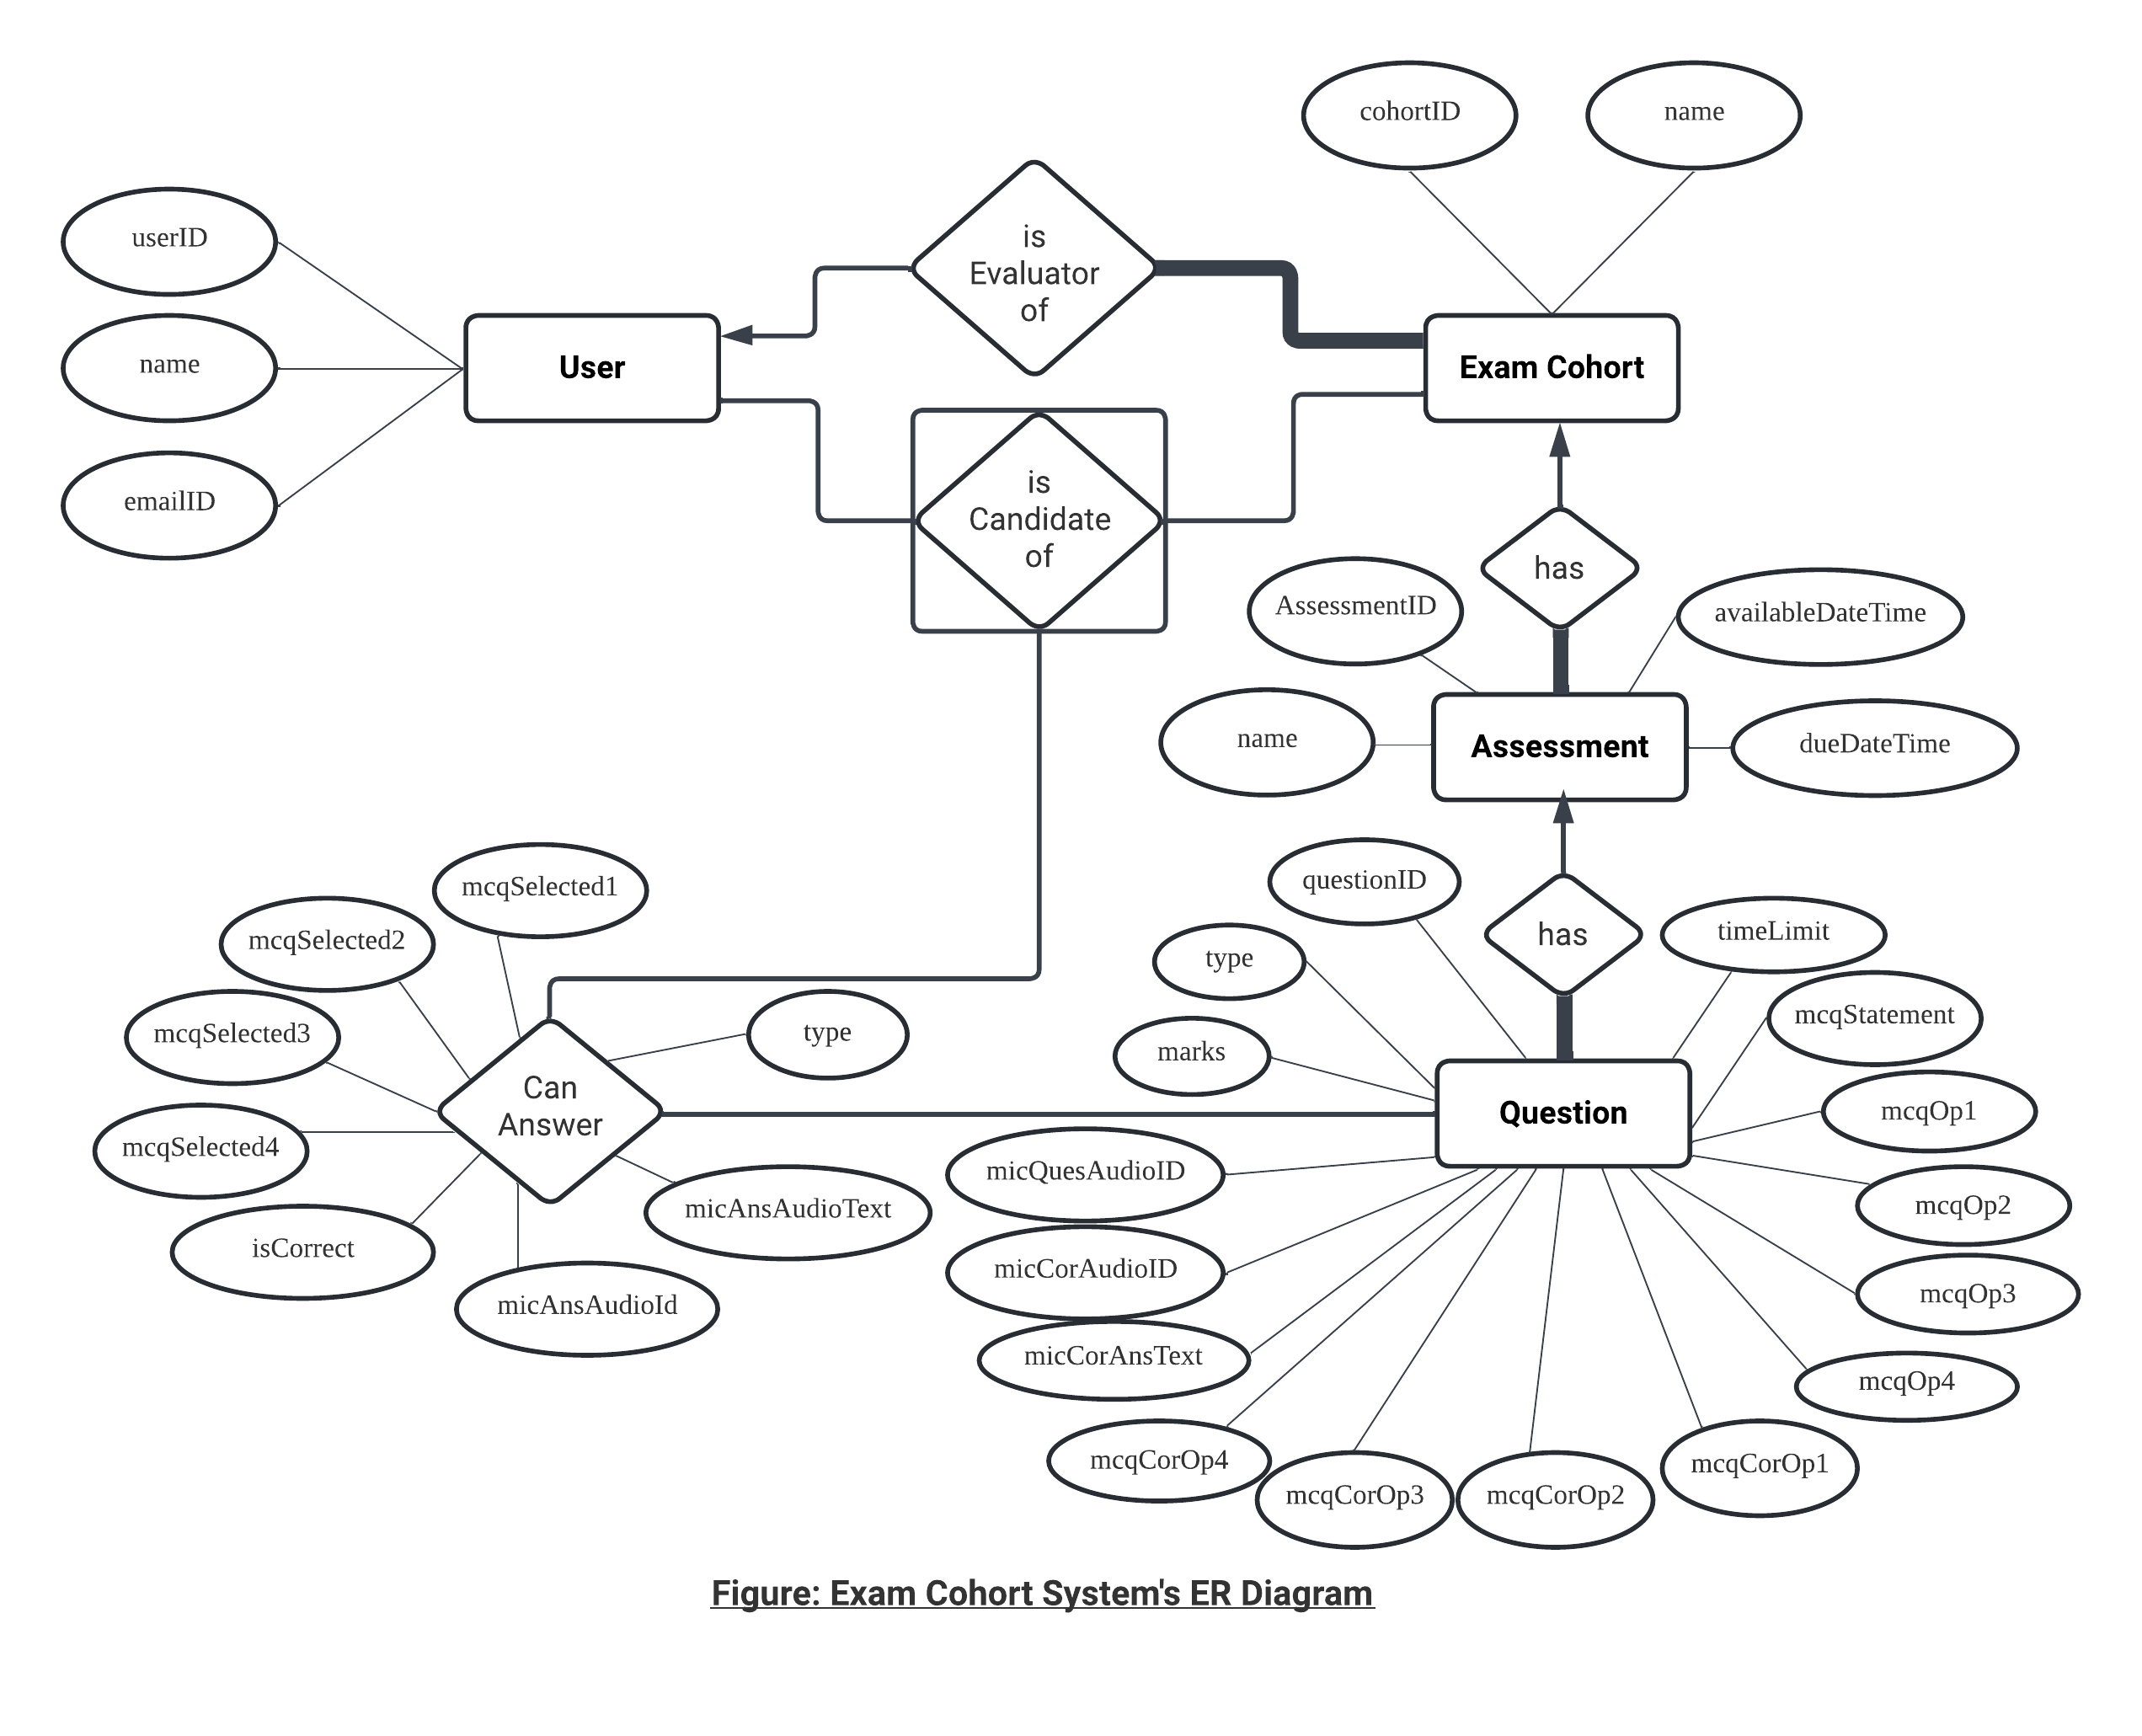 cohortID
name
userID
name
emailID
User
is
Evaluator
of
Exam Cohort
is
Candidate
of
has
AssessmentID
availableDateTime
name
Assessment
dueDateTime
questionID
has
timeLimit
type
mcqStatement
marks
Question
mcqOp1
mcqSelected1
mcqSelected2
mcqSelected3
type
mcqSelected4
Can
Answer
micQuesAudioID
mcqOp2
isCorrect
micAnsAudioText
micCorAudioID
mcqOp3
micAnsAudioId
micCorAnsText
mcqOp4
mcqCorOp4
mcqCorOp3
mcqCorOp2
mcqCorOp1
Figure: Exam Cohort System's ER Diagram